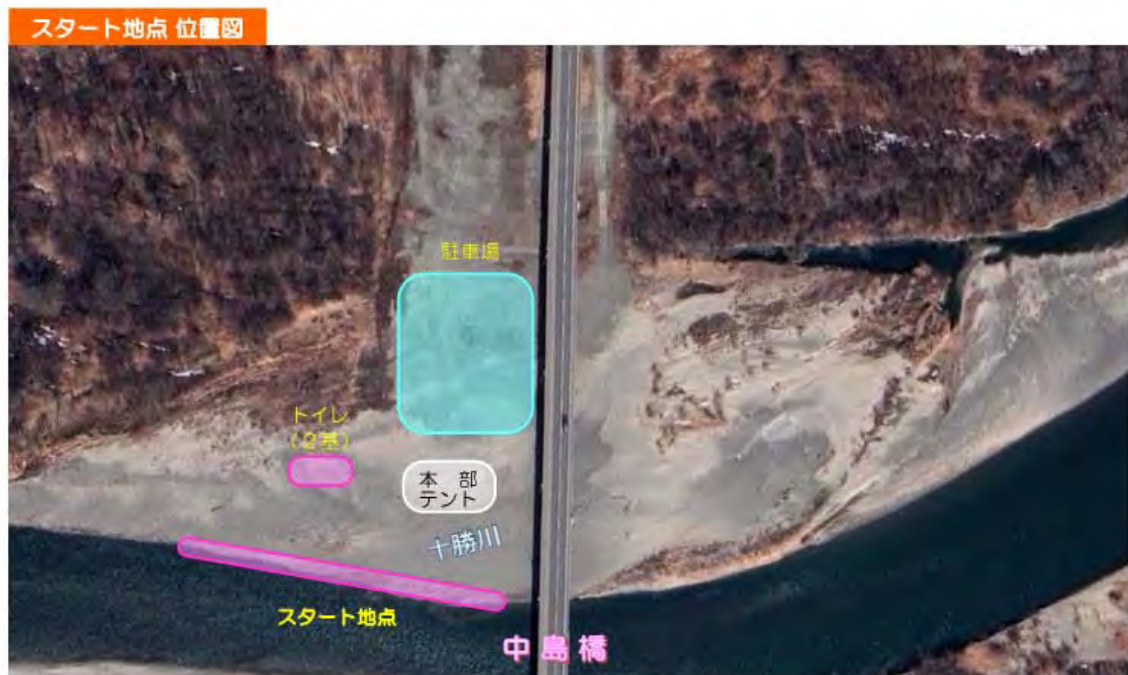 スタート地点 位置図
駐車場
トイレ
（2基）
本 部
テント
十勝川
スタート地点
中島橋